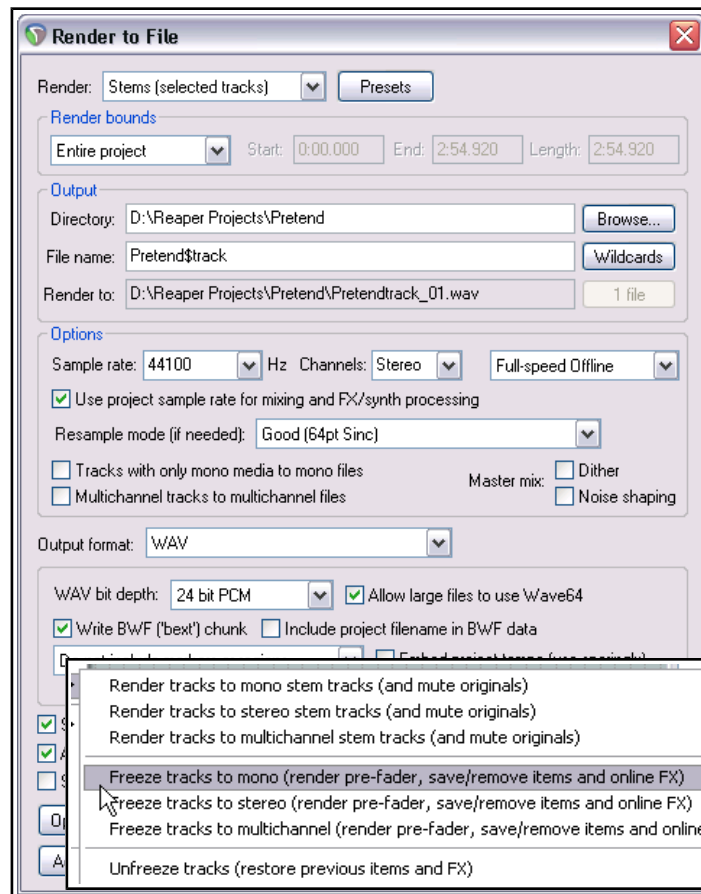 Render to File
Render: Stems (selected tracks) Presets
Render bounds
Entire project Start: 0:00.000 End: 2:54.920 Length: 2:54.920
Output
Directory: D:\Reaper Projects\Pretend Browse...
File name: Pretend$track Wildcards
Render to: D:\Reaper Projects\Pretend\Pretendtrack_01.wav 1 file
Options
Sample rate: 44100 Hz Channels: Stereo Full-speed Offline
Use project sample rate for mixing and FX/synth processing
Resample mode (if needed): Good (64pt Sinc)
Tracks with only mono media to mono files
Multichannel tracks to multichannel files
Master mix: Dither
Noise shaping
Output format: WAV
WAV bit depth: 24 bit PCM Allow large files to use Wave64
Write BWF ('bext') chunk Include project filename in BWF data
Render tracks to mono stem tracks (and mute originals)
Render tracks to stereo stem tracks (and mute originals)
Render tracks to multichannel stem tracks (and mute originals)
Freeze tracks to mono (render pre-fader, save/remove items and online FX)
Freeze tracks to stereo (render pre-fader, save/remove items and online FX)
Freeze tracks to multichannel (render pre-fader, save/remove items and online
Unfreeze tracks (restore previous items and FX)